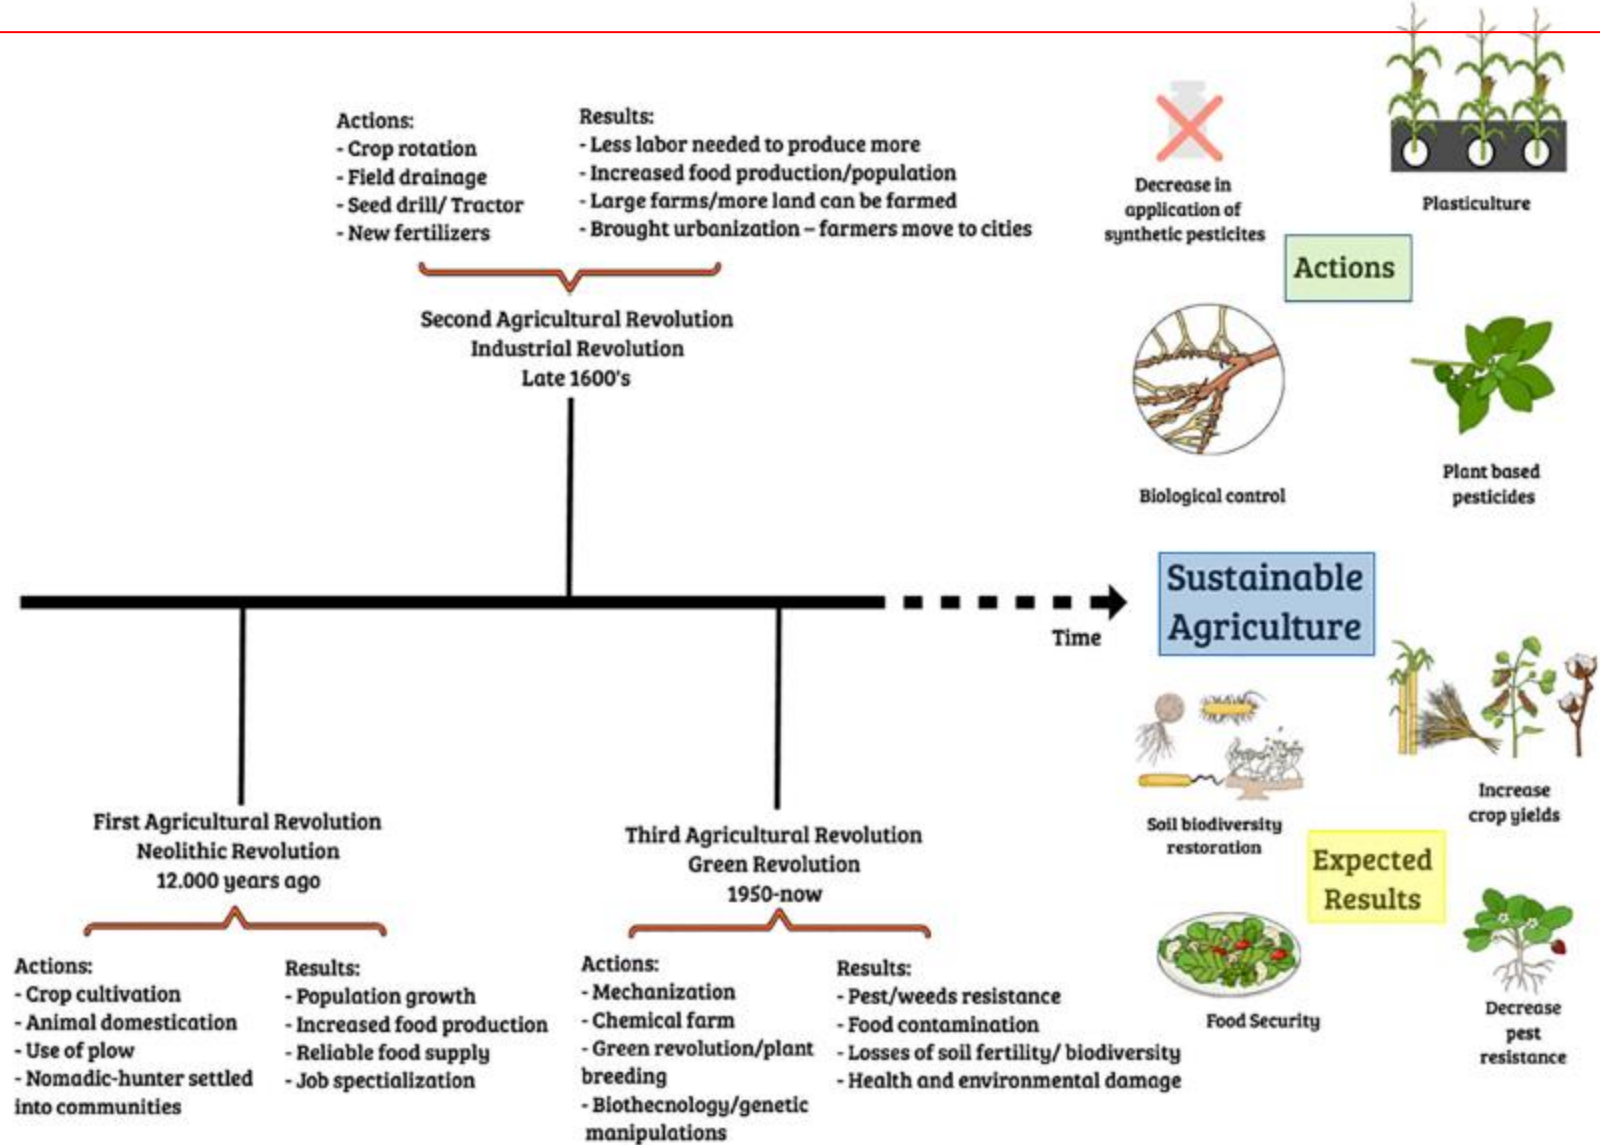 Actions:
- Crop rotation
- Field drainage
- Seed drill/ Tractor
- New fertilizers
Results:
- Less labor needed to produce more
- Increased food production/population
- Large farms/more land can be farmed
- Brought urbanization – farmers move to cities
Second Agricultural Revolution
Industrial Revolution
Late 1600's
Decrease in
application of
synthetic pesticites
Plasticulture
Actions
Biological control
Plant based
pesticides
Time
Sustainable
Agriculture
First Agricultural Revolution
Neolithic Revolution
12.000 years ago
Actions:
- Crop cultivation
- Animal domestication
- Use of plow
- Nomadic-hunter settled
into communities
Results:
- Population growth
- Increased food production
- Reliable food supply
- Job spectialization
Third Agricultural Revolution
Green Revolution
1950-now
Actions:
- Mechanization
- Chemical farm
- Green revolution/plant
breeding
- Biothecnology/genetic
manipulations
Results:
- Pest/weeds resistance
- Food contamination
- Losses of soil fertility/ biodiversity
- Health and environmental damage
Soil biodiversity
restoration
Increase
crop yields
Expected
Results
Food Security
Decrease
pest
resistance